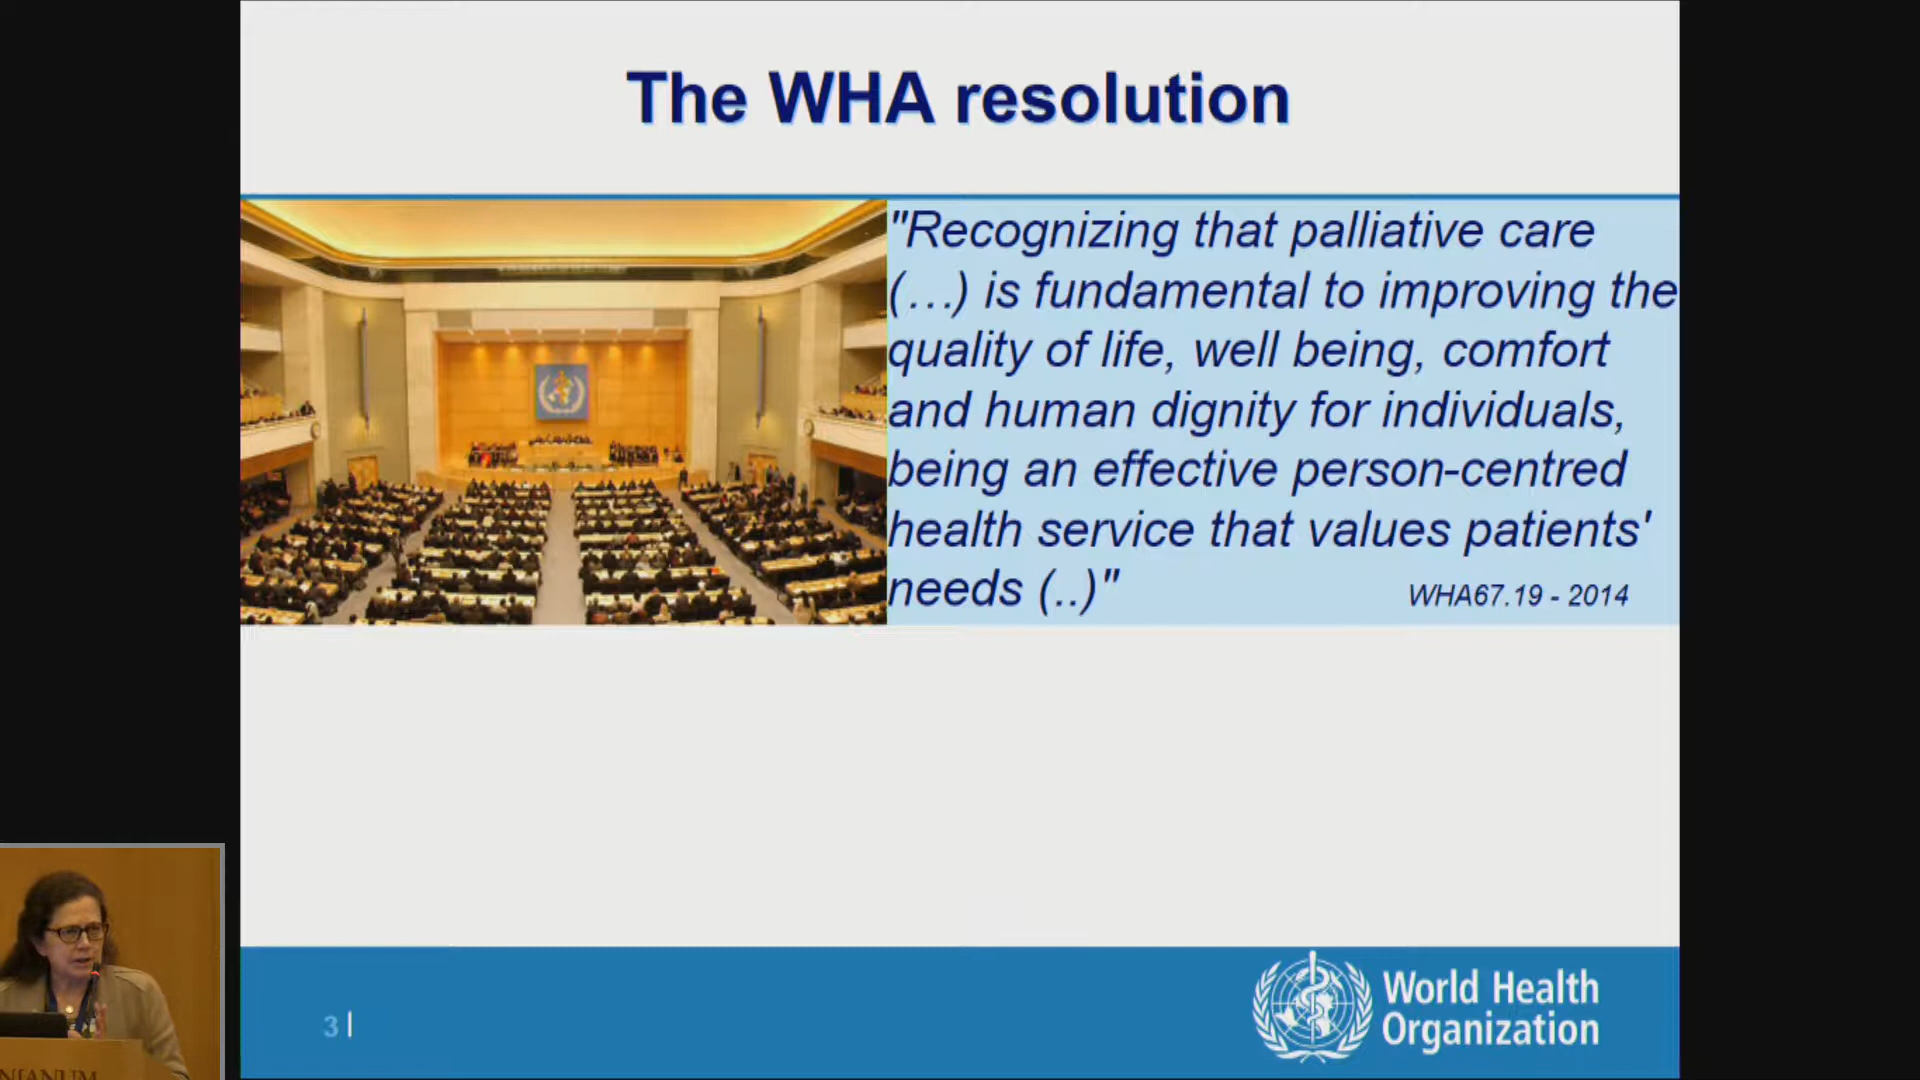 The WHA resolution
"Recognizing that palliative care
(…) is fundamental to improving the
quality of life, well being, comfort
and human dignity for individuals,
being an effective person-centred
health service that values patients'
needs (..)"
WHA67.19 - 2014
3 |
World Health
Organization
NIANUM